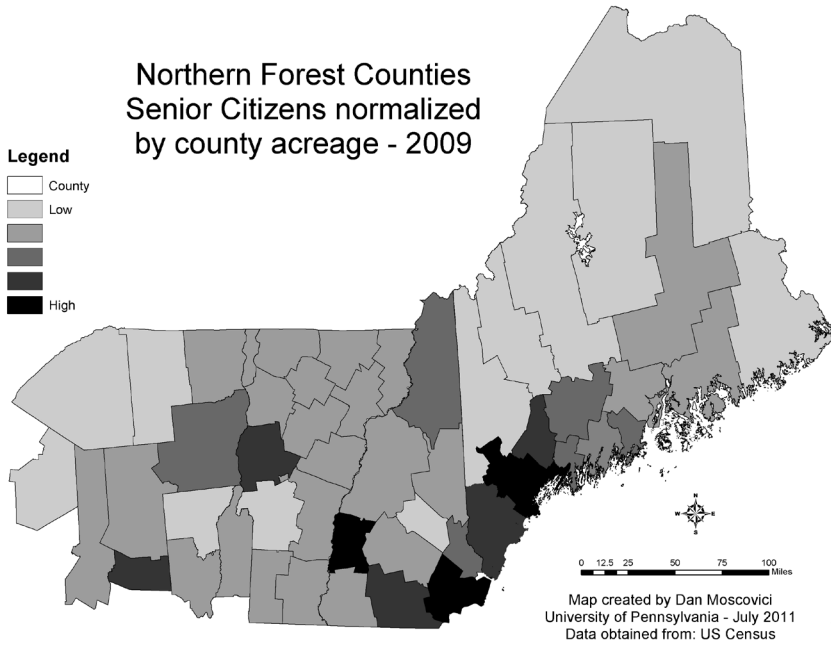 Northern Forest Counties
Senior Citizens normalized
by county acreage - 2009
Legend
County
Low
High
N
W E
S
0 12.5 25 50 75 100
Miles
Map created by Dan Moscovici
University of Pennsylvania - July 2011
Data obtained from: US Census